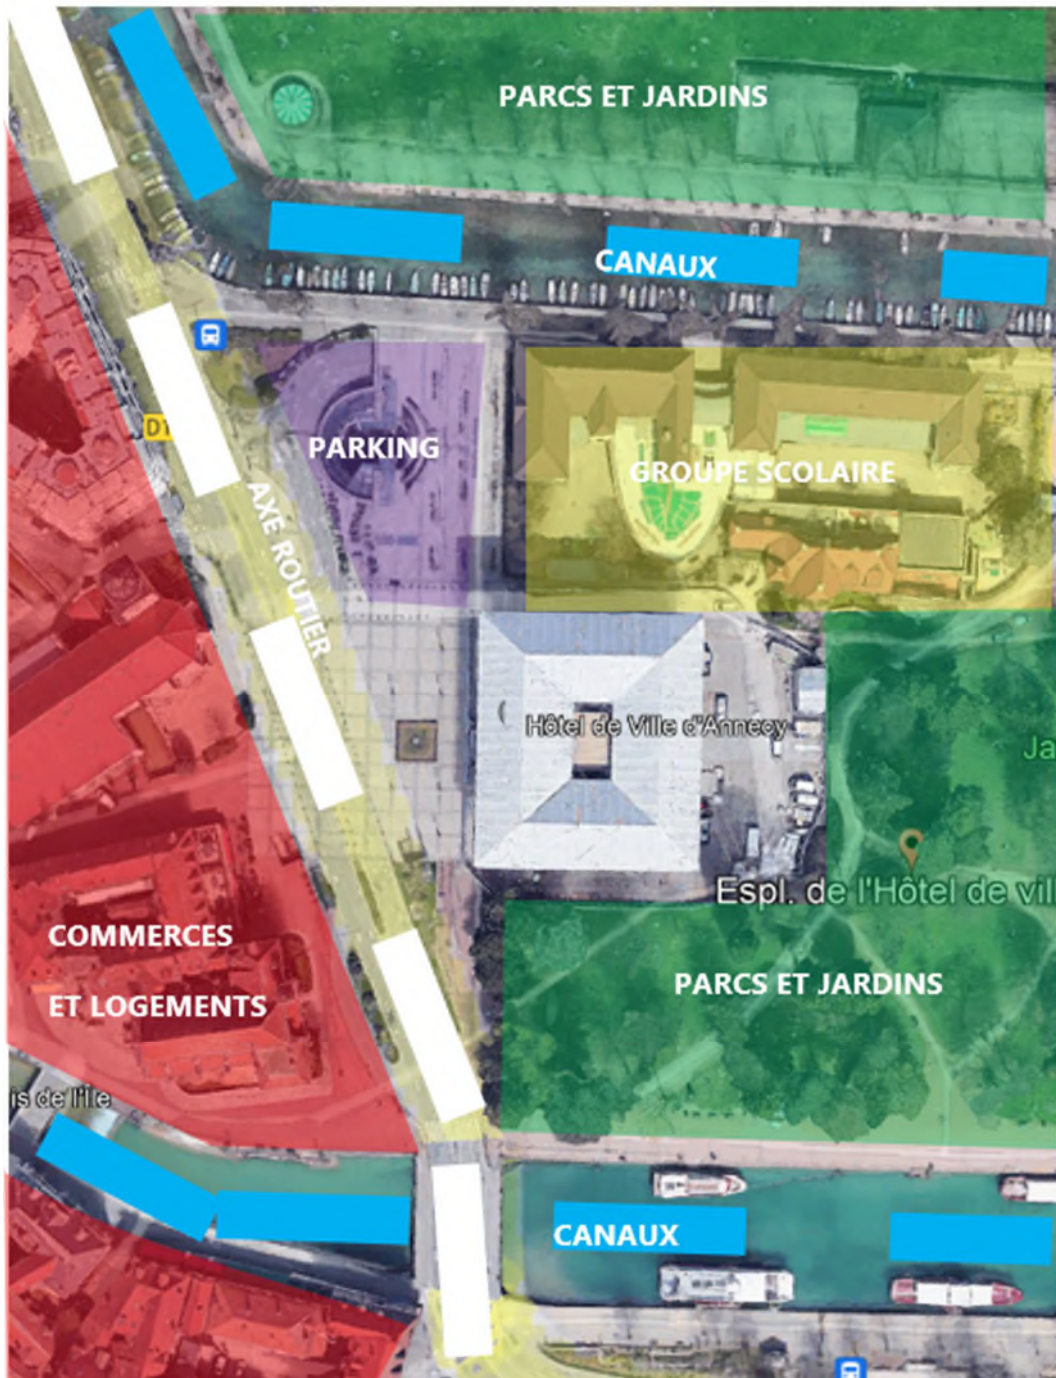 PARCS ET JARDINS
CANAUX
D1
PARKING
GROUPE SCOLAIRE
AXE ROUTIER
Hôtel de Ville d'Annecy
Ja
Espl. de l'Hôtel de vil
COMMERCES
ET LOGEMENTS
PARCS ET JARDINS
is de l'Île
CANAUX